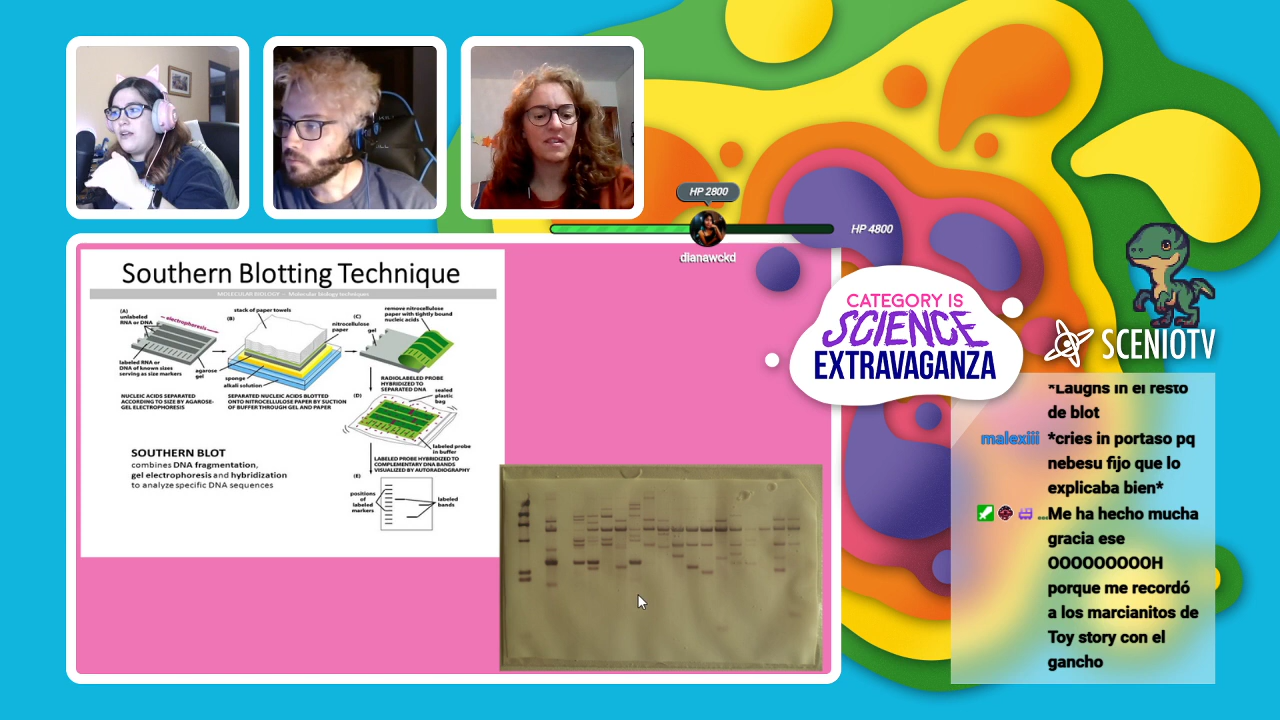 HP 2800
HP 4800
dianawckd
Southern Blotting Technique
MOLECULAR BIOLOGY – Molecular biology techniques
(A)
unlabeled
RNA or DNA
electrophoresis
labeled RNA or
DNA of known sizes
serving as size markers
agarose
gel
NUCLEIC ACIDS SEPARATED
ACCORDING TO SIZE BY AGAROSE-
GEL ELECTROPHORESIS
(B)
stack of paper towels
nitrocellulose
paper
gel
sponge
alkali solution
SEPARATED NUCLEIC ACIDS BLOTTED
ONTO NITROCELLULOSE PAPER BY SUCTION
OF BUFFER THROUGH GEL AND PAPER
(C)
remove nitrocellulose
paper with tightly bound
nucleic acids
RADIOLABELED PROBE
HYBRIDIZED TO
SEPARATED DNA
(D)
sealed
plastic
bag
labeled probe
in buffer
LABELED PROBE HYBRIDIZED TO
COMPLEMENTARY DNA BANDS
VISUALIZED BY AUTORADIOGRAPHY
(E)
positions
of
labeled
markers
labeled
bands
SOUTHERN BLOT
combines DNA fragmentation,
gel electrophoresis and hybridization
to analyze specific DNA sequences
CATEGORY IS
SCIENCE
EXTRAVAGANZA
SCENIOTV
*Laughs in el resto
de blot
malexiii *cries in portaso pq
nebesu fijo que lo
explicaba bien*
...Me ha hecho mucha
gracia ese
OOOOOOOOOH
porque me recordó
a los marcianitos de
Toy story con el
gancho